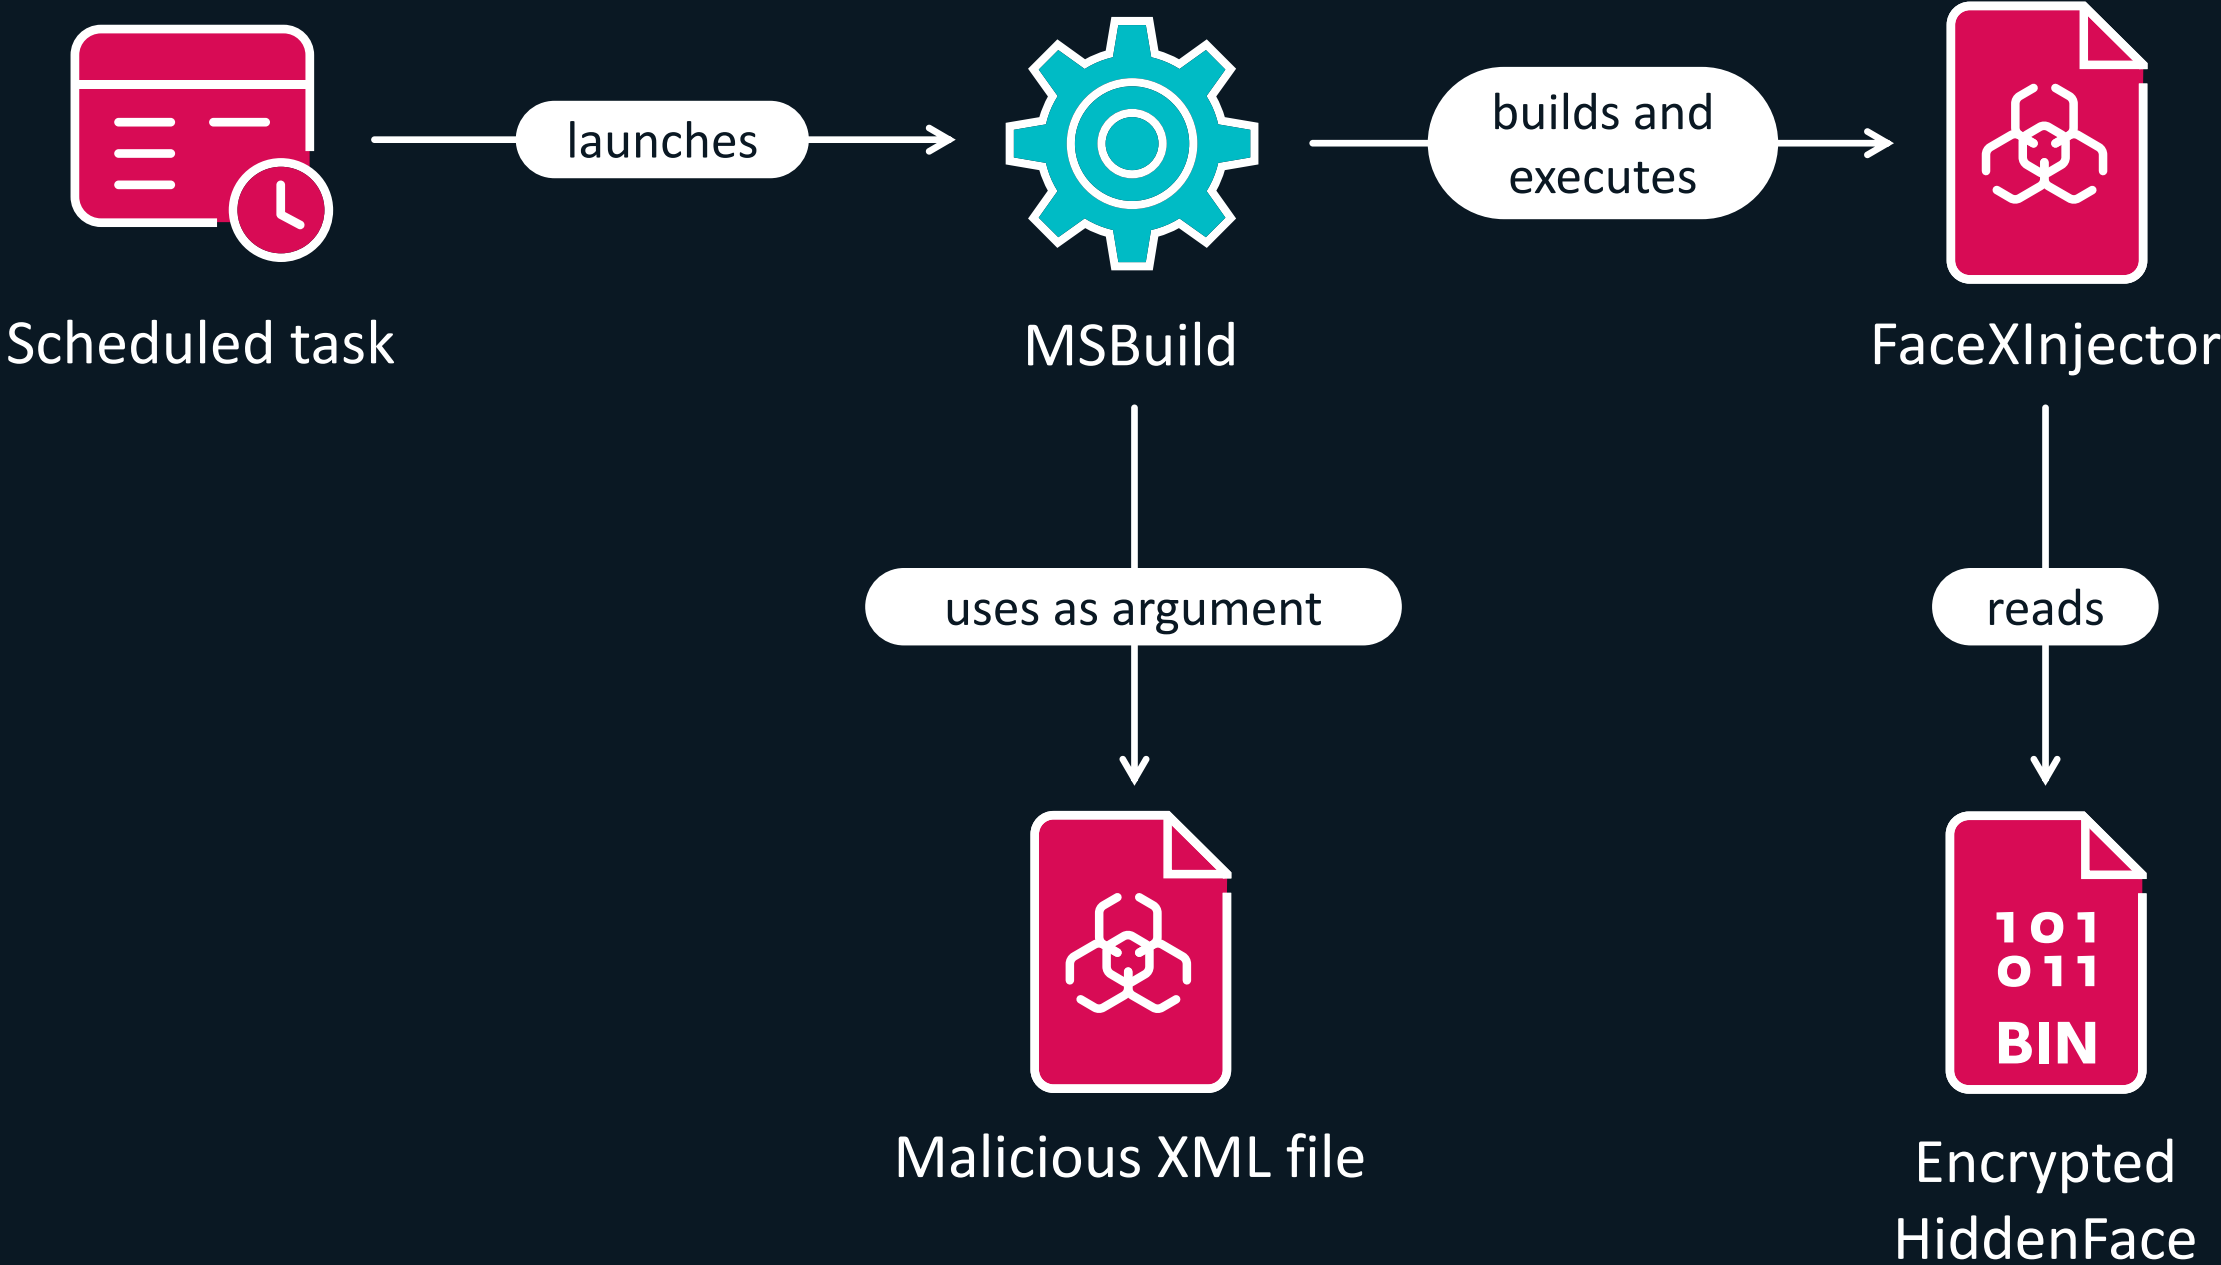 launches
builds and
executes
Scheduled task
MSBuild
FaceXInjector
uses as argument
reads
101
011
BIN
Malicious XML file
Encrypted
HiddenFace